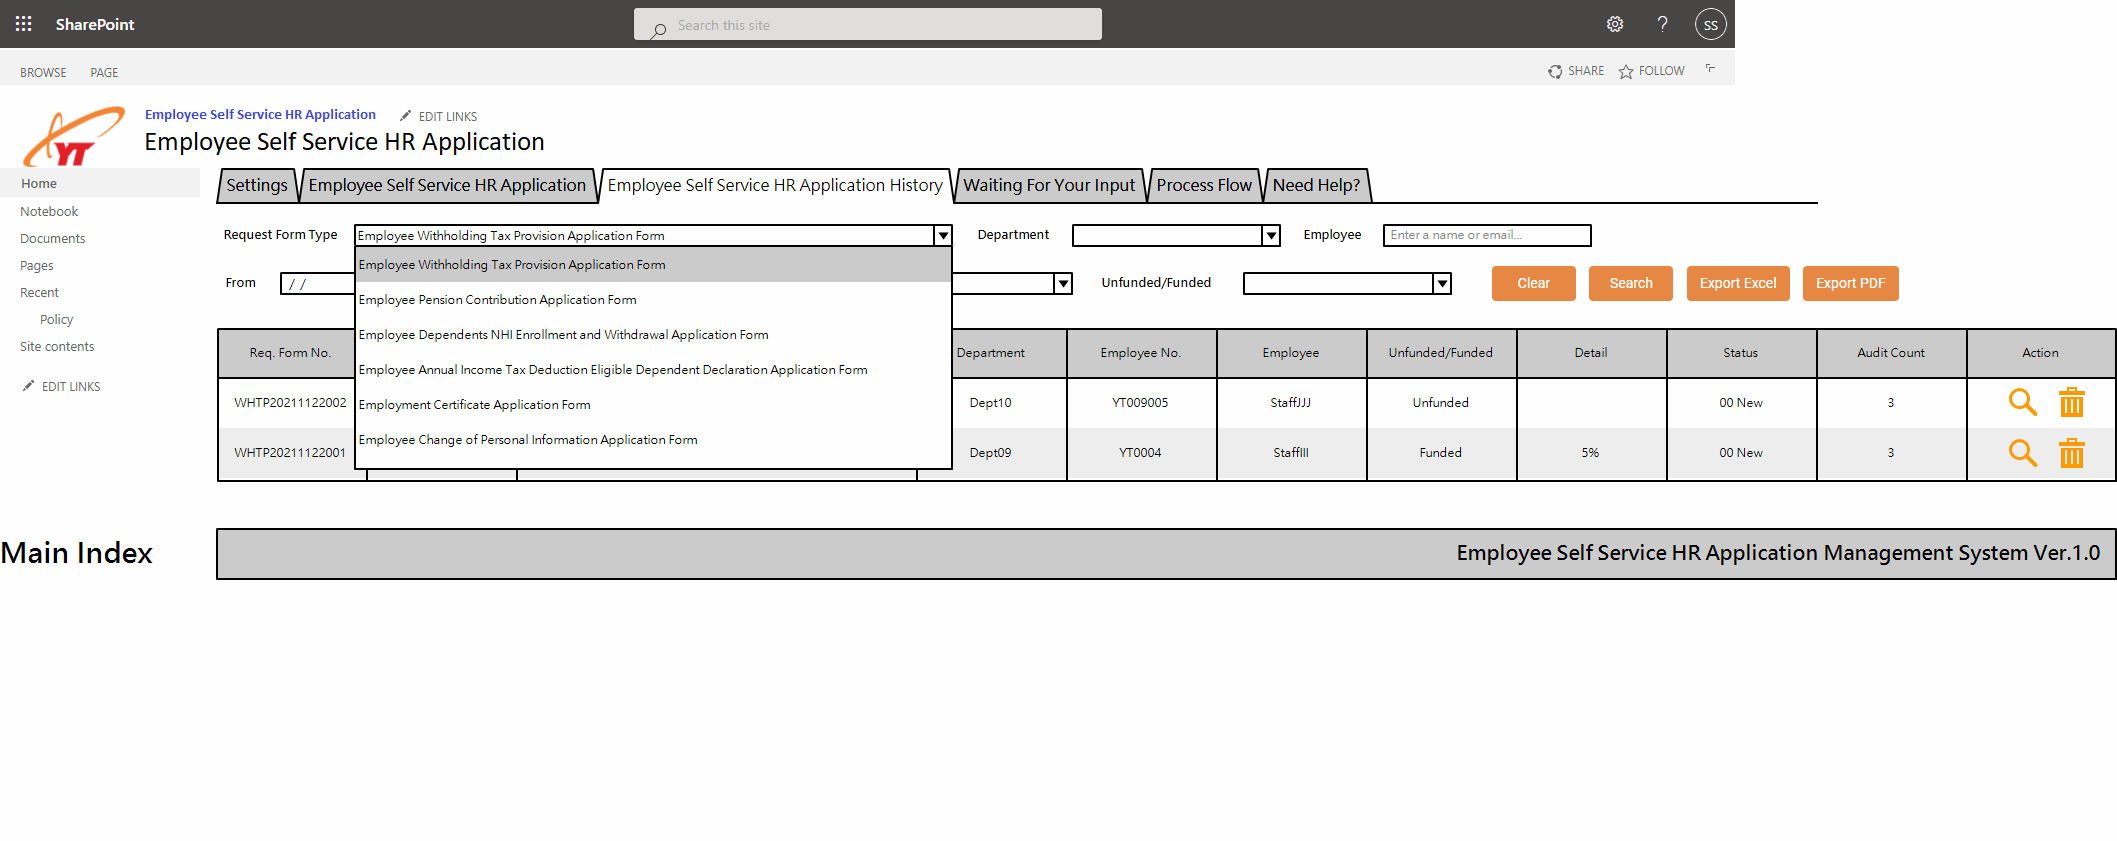 SharePoint
Search this site
?
SS
BROWSE PAGE
SHARE FOLLOW
YT
Employee Self Service HR Application
EDIT LINKS
Employee Self Service HR Application
Home
Notebook
Documents
Pages
Recent
Policy
Site contents
EDIT LINKS
Settings Employee Self Service HR Application Employee Self Service HR Application History Waiting For Your Input Process Flow Need Help?
Request Form Type Employee Withholding Tax Provision Application Form Department Employee Enter a name or email...
Employee Withholding Tax Provision Application Form
Employee Pension Contribution Application Form
Employee Dependents NHI Enrollment and Withdrawal Application Form
Employee Annual Income Tax Deduction Eligible Dependent Declaration Application Form
Employment Certificate Application Form
Employee Change of Personal Information Application Form
From / / Unfunded/Funded Clear Search Export Excel Export PDF
Req. Form No. Department Employee No. Employee Unfunded/Funded Detail Status Audit Count Action
WHTP20211122002 Dept10 YT009005 StaffJJJ Unfunded 00 New 3
WHTP20211122001 Dept09 YT0004 StaffIII Funded 5% 00 New 3
Main Index
Employee Self Service HR Application Management System Ver.1.0